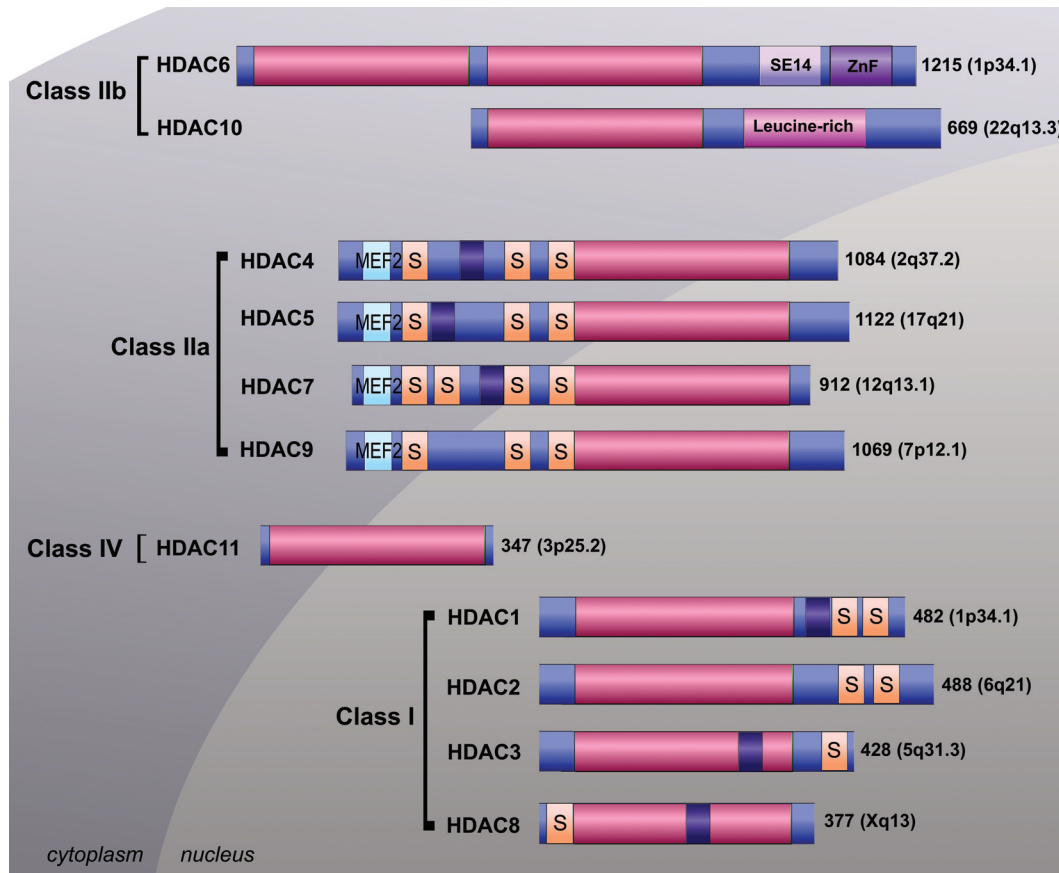 HDAC6 SE14 ZnF 1215 (1p34.1)
Class IIb
HDAC10 Leucine-rich 669 (22q13.3)
HDAC4 MEF2 S S S 1084 (2q37.2)
HDAC5 MEF2 S S S 1122 (17q21)
Class IIa
HDAC7 MEF2 S S S S 912 (12q13.1)
HDAC9 MEF2 S S S 1069 (7p12.1)
Class IV HDAC11 347 (3p25.2)
HDAC1 S S 482 (1p34.1)
HDAC2 S S 488 (6q21)
Class I
HDAC3 S 428 (5q31.3)
HDAC8 S 377 (Xq13)
cytoplasm nucleus